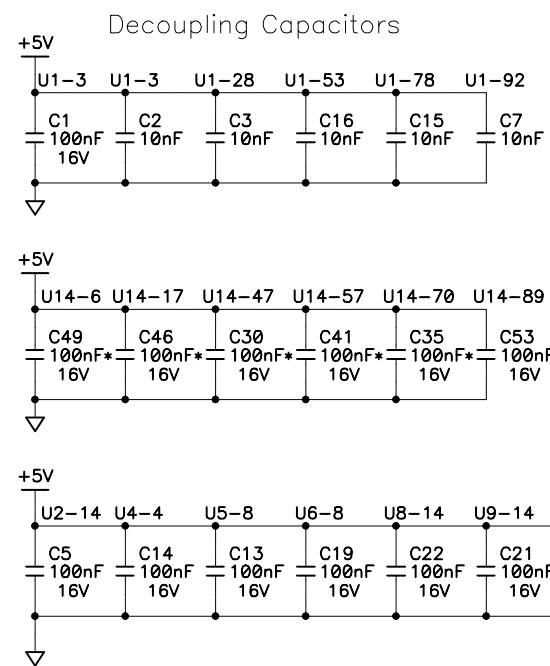 Decoupling Capacitors
+5V
U1-3 U1-3 U1-28 U1-53 U1-78 U1-92
C1 C2 C3 C16 C15 C7
100nF 10nF 10nF 10nF 10nF 10nF
16V
+5V
U14-6 U14-17 U14-47 U14-57 U14-70 U14-89
C49 C46 C30 C41 C35 C53
100nF* 100nF* 100nF* 100nF* 100nF* 100nF
16V 16V 16V 16V 16V 16V
+5V
U2-14 U4-4 U5-8 U6-8 U8-14 U9-14
C5 C14 C13 C19 C22 C21
100nF 100nF 100nF 100nF 100nF 100nF
16V 16V 16V 16V 16V 16V